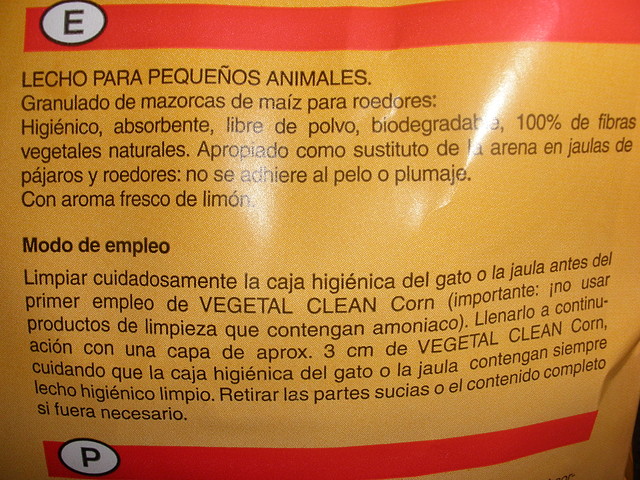 E
LECHO PARA PEQUEÑOS ANIMALES.
Granulado de mazorcas de maíz para roedores:
Higiénico, absorbente, libre de polvo, biodegradable, 100% de fibras
vegetales naturales. Apropiado como sustituto de la arena en jaulas de
pájaros y roedores: no se adhiere al pelo o plumaje.
Con aroma fresco de limón.
Modo de empleo
Limpiar cuidadosamente la caja higiénica del gato o la jaula antes del
primer empleo de VEGETAL CLEAN Corn (importante: ¡no usar
productos de limpieza que contengan amoniaco). Llenarlo a continu-
ación con una capa de aprox. 3 cm de VEGETAL CLEAN Corn,
cuidando que la caja higiénica del gato o la jaula contengan siempre
lecho higiénico limpio. Retirar las partes sucias o el contenido completo
si fuera necesario.
P